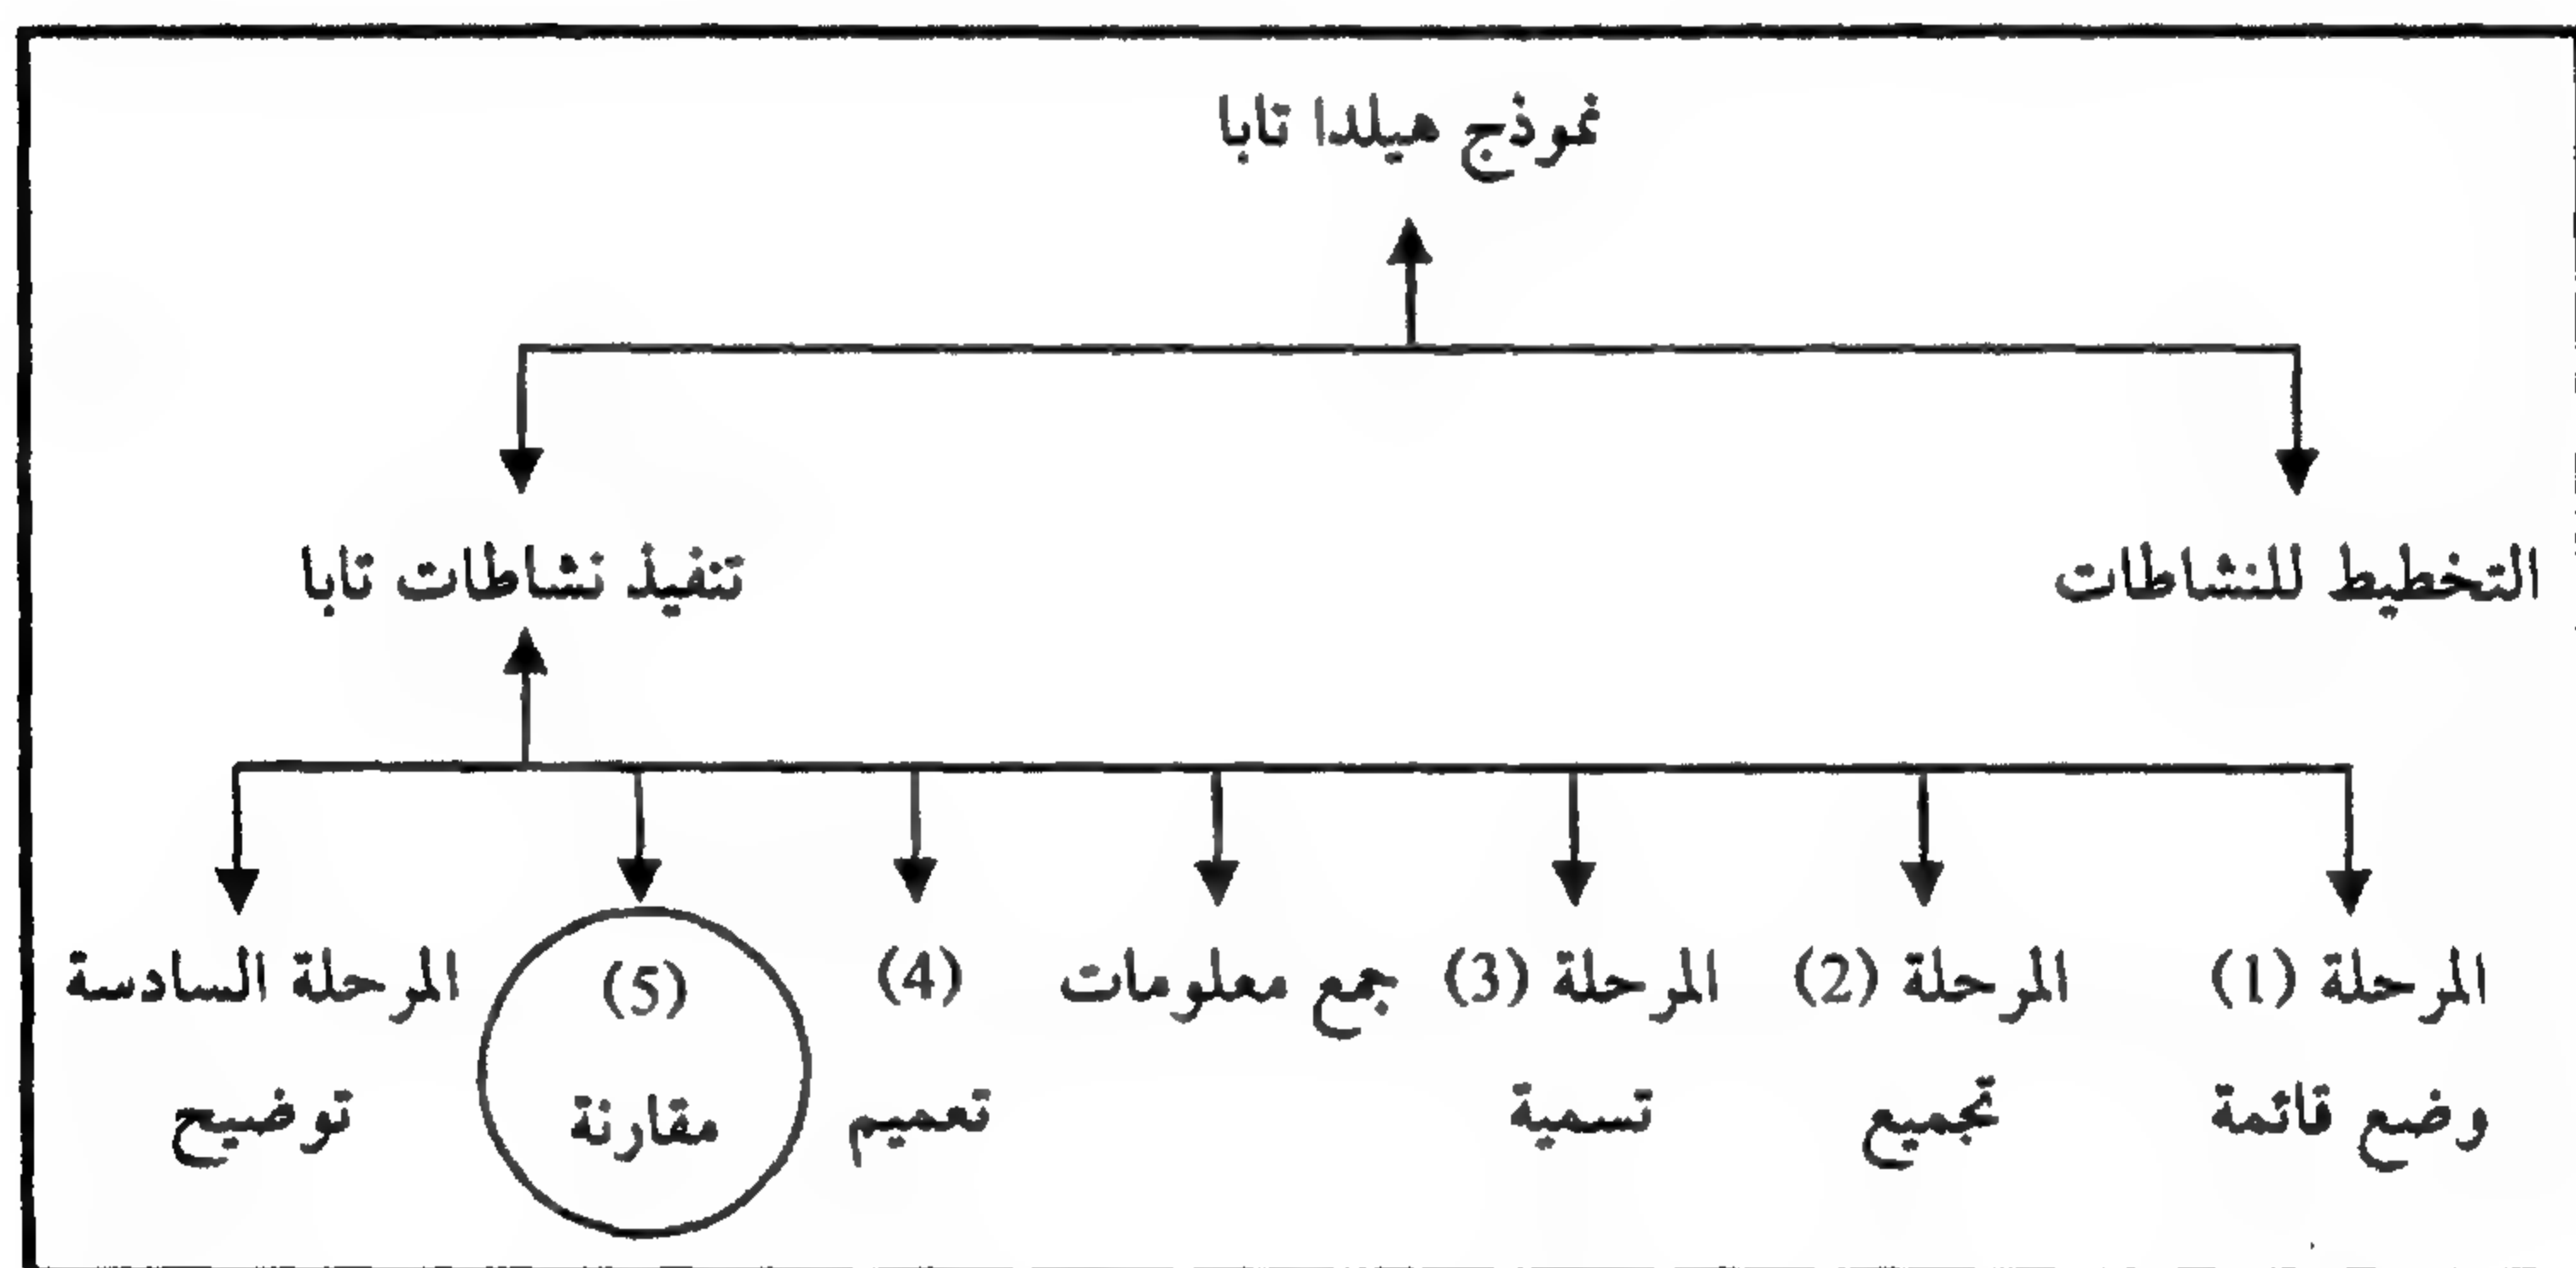 نموذج هيلدا تابا
التخطيط للنشاطات
تنفيذ نشاطات تابا
المرحلة (1)
وضع قائمة
المرحلة (2)
تجميع
المرحلة (3)
تسمية
جمع معلومات
(4)
تعميم
(5)
مقارنة
المرحلة السادسة
توضيح